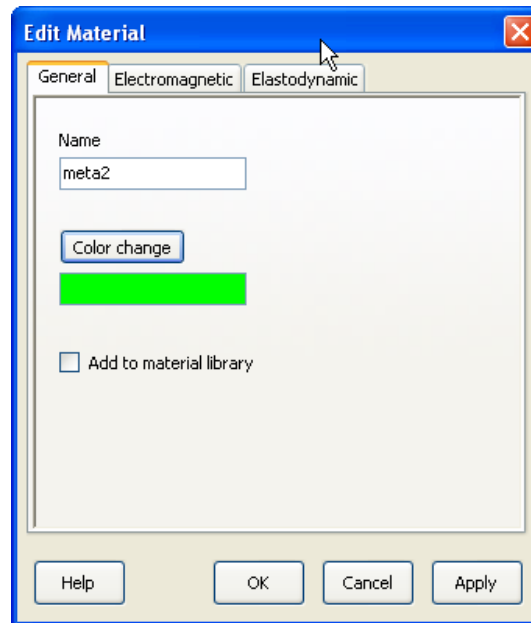 Edit Material
General Electromagnetic Elastodynamic
Name
meta2
Color change
Add to material library
Help OK Cancel Apply